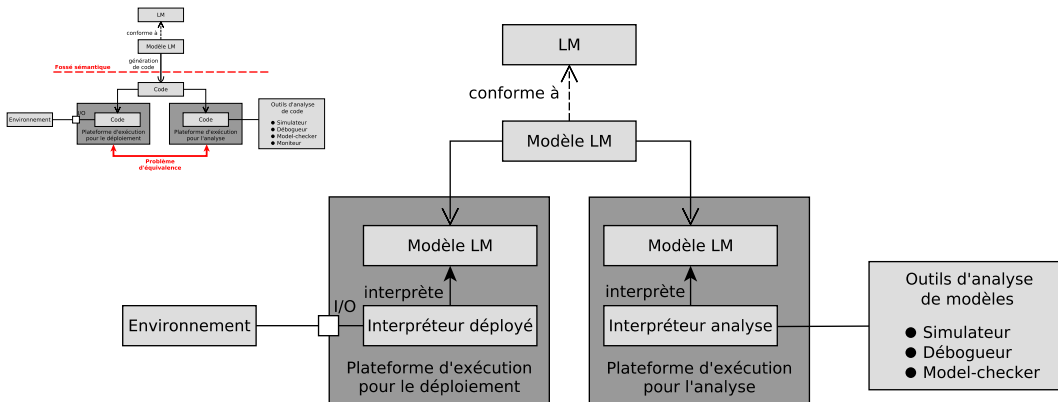 LM
conforme à
Modèle LM
génération
de code
Fossé sémantique
Code
I/O
Environnement
Code
Plateforme d'exécution
pour le déploiement
Code
Plateforme d'exécution
pour l'analyse
Outils d'analyse
de code
● Simulateur
● Débogueur
● Model-checker
● Moniteur
Problème
d'équivalence
LM
conforme à
Modèle LM
Modèle LM
interprète
I/O
Environnement
Interpréteur déployé
Plateforme d'exécution
pour le déploiement
Modèle LM
interprète
Interpréteur analyse
Plateforme d'exécution
pour l'analyse
Outils d'analyse
de modèles
● Simulateur
● Débogueur
● Model-checker